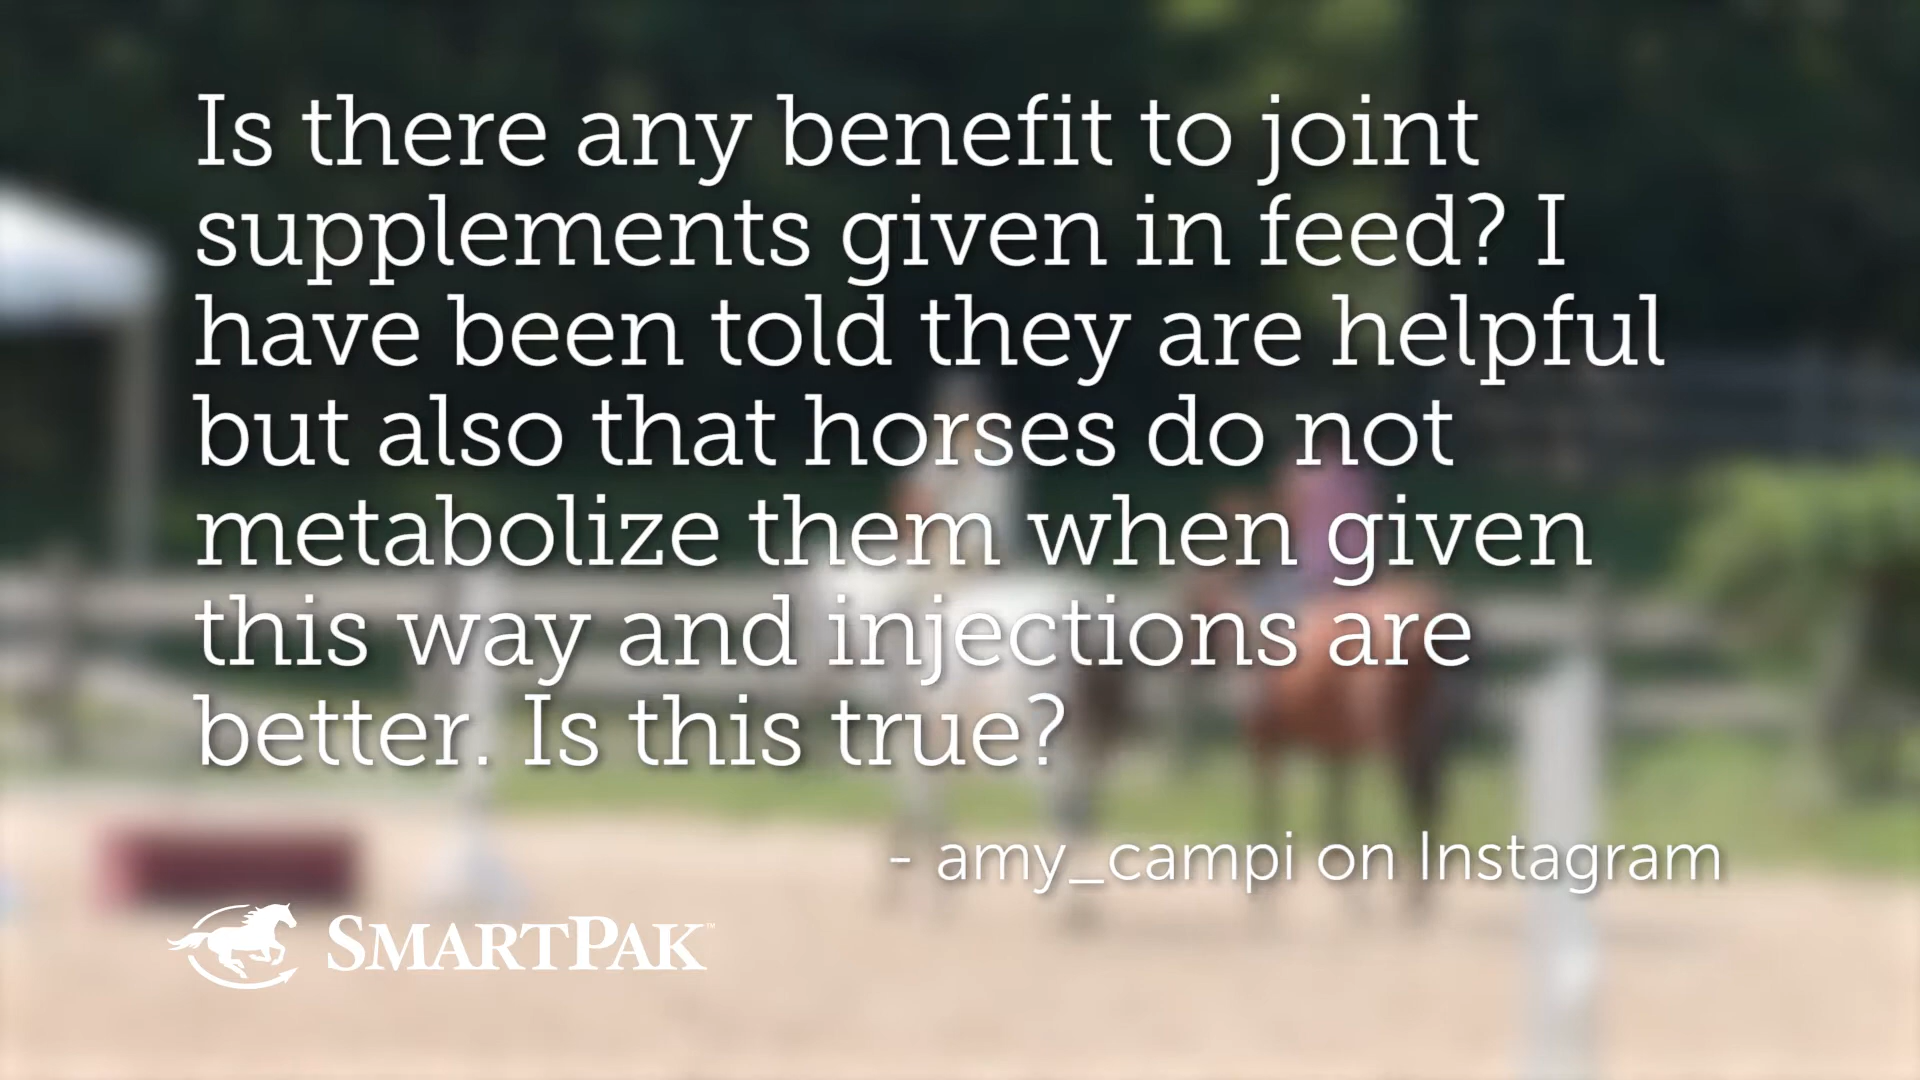 Is there any benefit to joint
supplements given in feed? I
have been told they are helpful
but also that horses do not
metabolize them when given
this way and injections are
better. Is this true?
- amy_campi on Instagram
SMARTPAK™